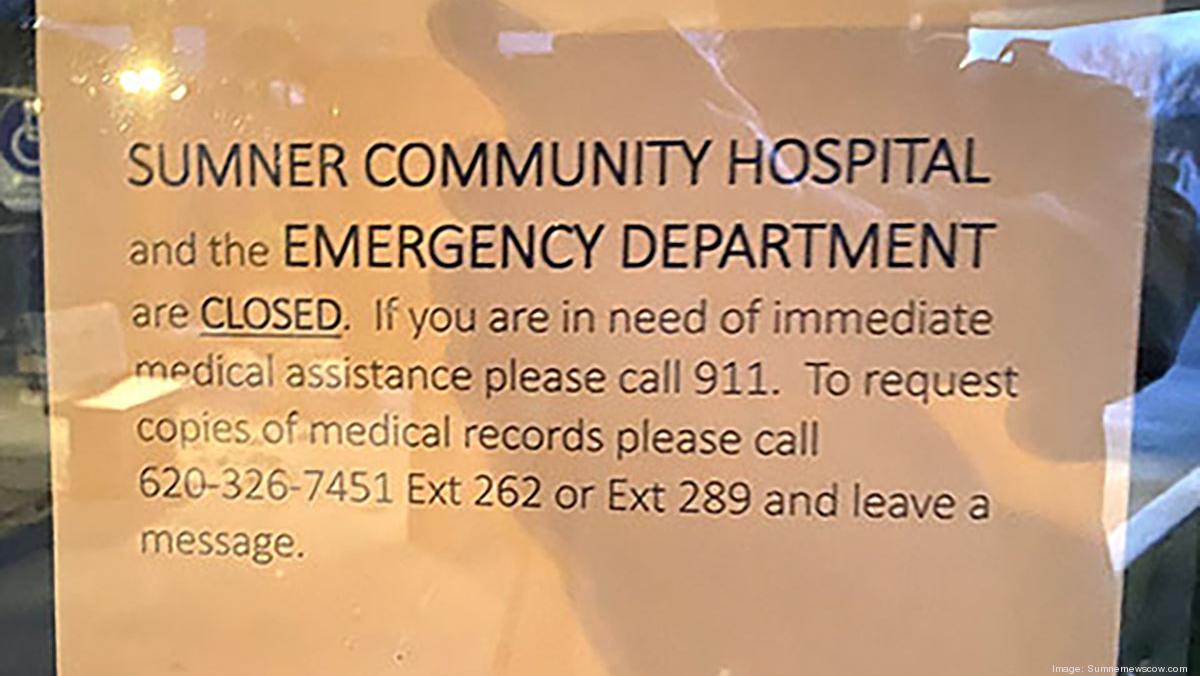 SUMNER COMMUNITY HOSPITAL
and the EMERGENCY DEPARTMENT
are CLOSED. If you are in need of immediate
medical assistance please call 911. To request
copies of medical records please call
620-326-7451 Ext 262 or Ext 289 and leave a
message.
Image: Sumnernewscow.com